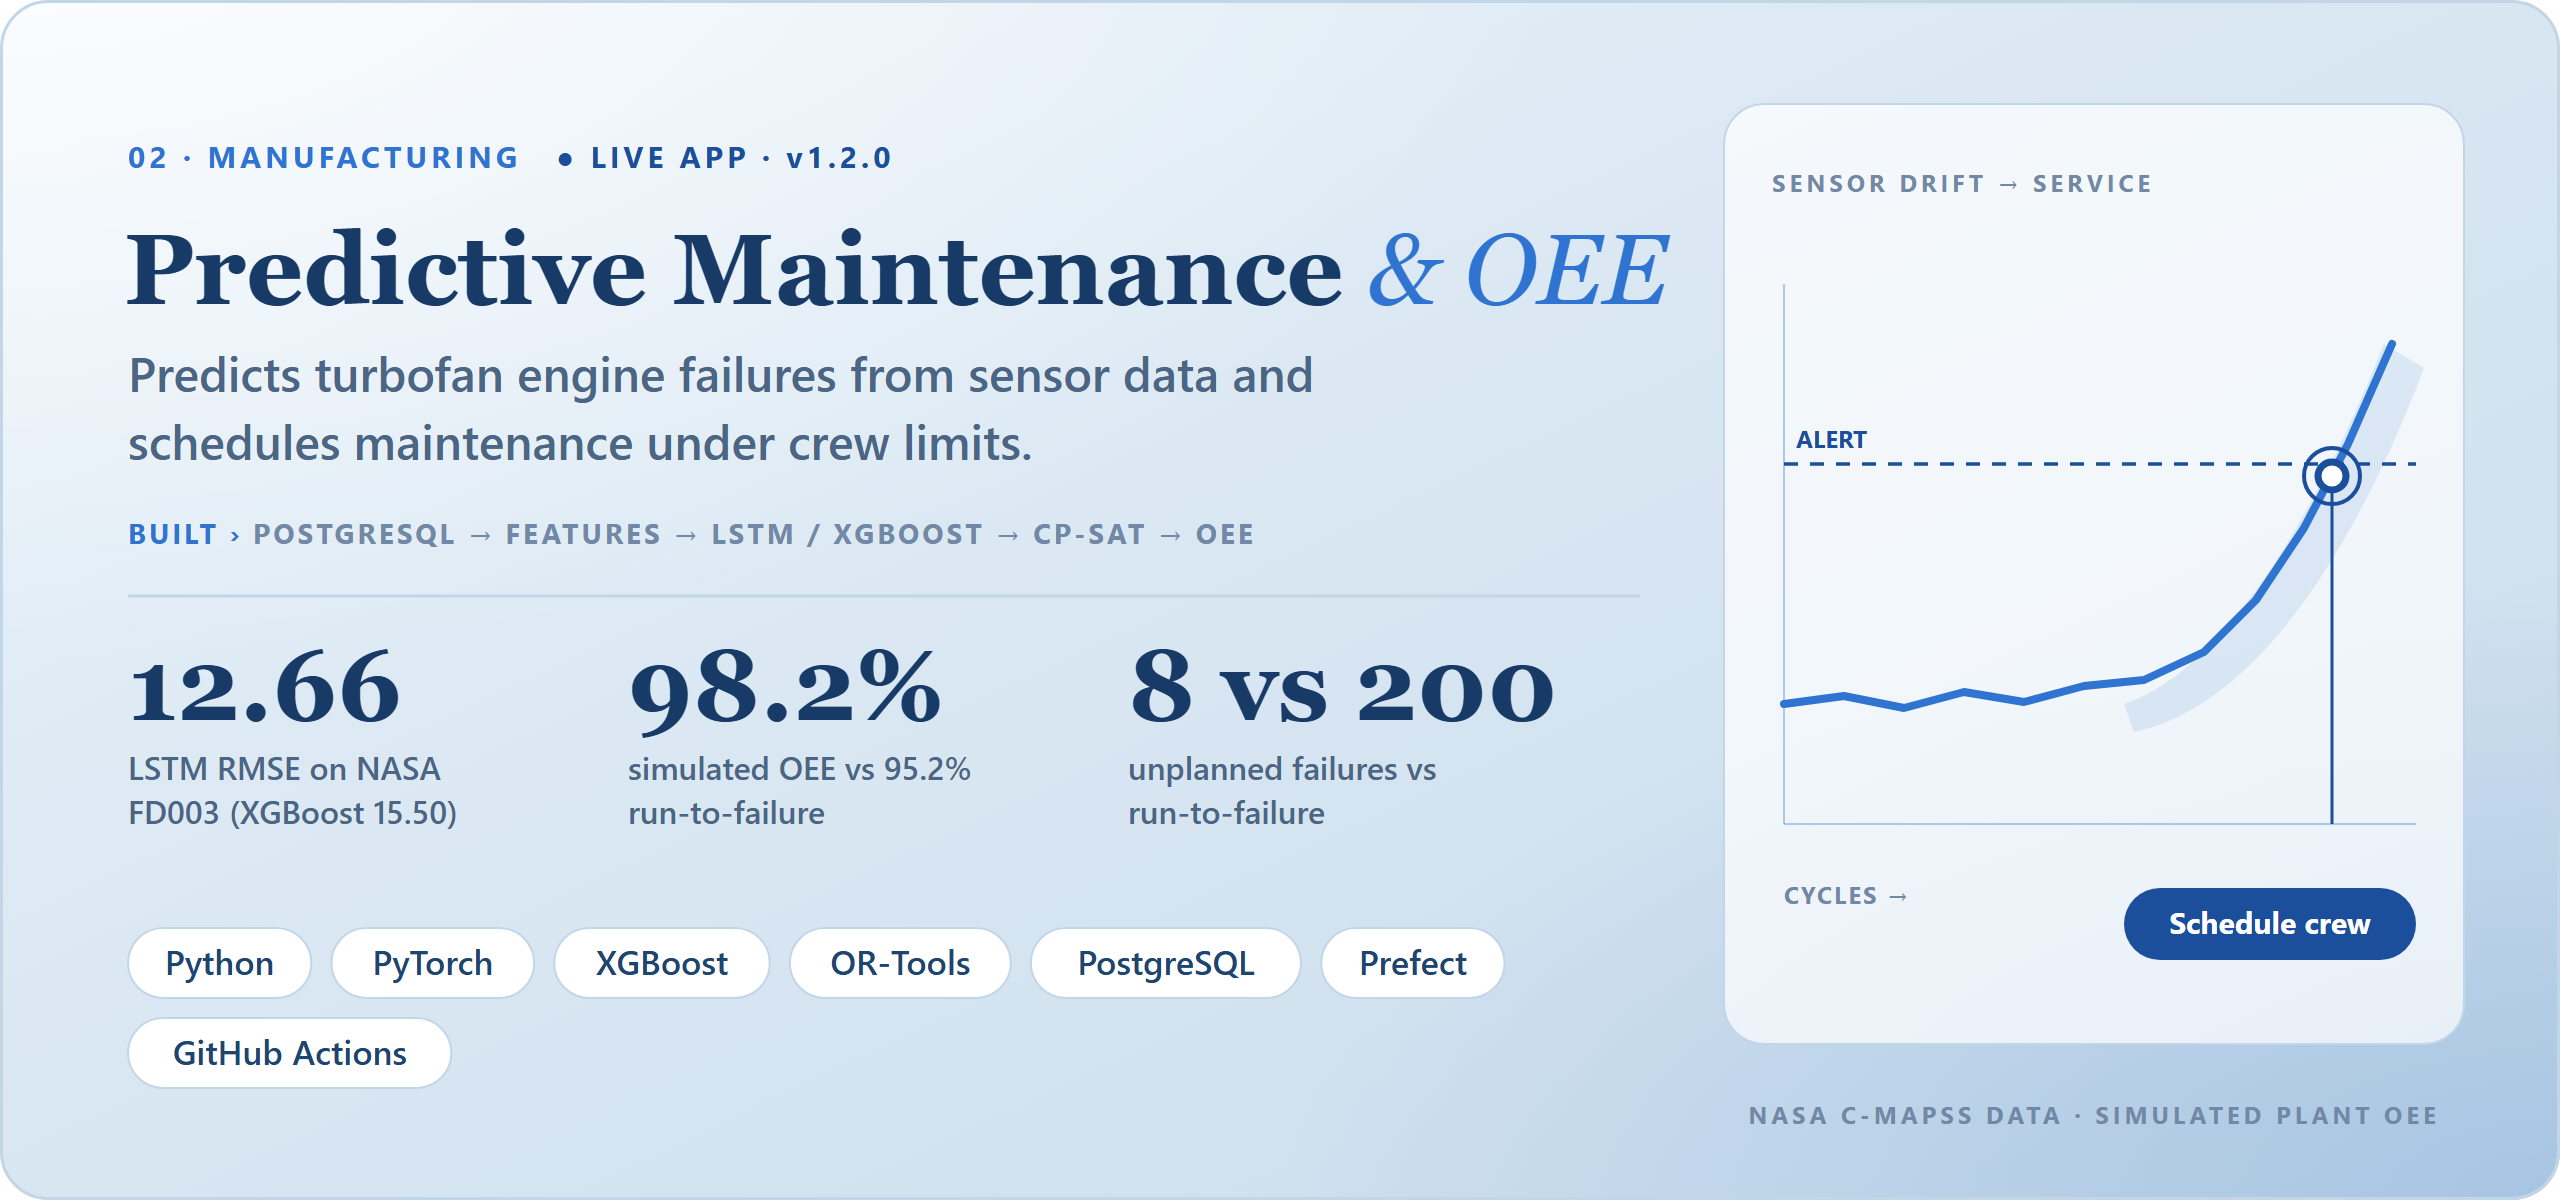 02 · MANUFACTURING ● LIVE APP · v1.2.0
Predictive Maintenance & OEE
Predicts turbofan engine failures from sensor data and
schedules maintenance under crew limits.
BUILT › POSTGRESQL → FEATURES → LSTM / XGBOOST → CP-SAT → OEE
12.66
LSTM RMSE on NASA
FD003 (XGBoost 15.50)
98.2%
simulated OEE vs 95.2%
run-to-failure
8 vs 200
unplanned failures vs
run-to-failure
Python
PyTorch
XGBoost
OR-Tools
PostgreSQL
Prefect
GitHub Actions
SENSOR DRIFT → SERVICE
ALERT
CYCLES →
Schedule crew
NASA C-MAPSS DATA · SIMULATED PLANT OEE